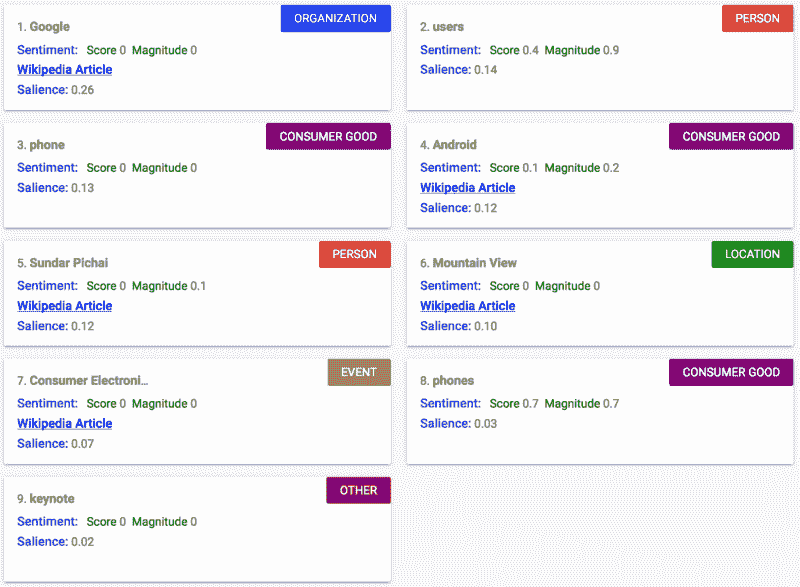 1. Google
ORGANIZATION
Sentiment: Score 0 Magnitude 0
Wikipedia Article
Salience: 0.26
2. users
PERSON
Sentiment: Score 0.4 Magnitude 0.9
Salience: 0.14
3. phone
CONSUMER GOOD
Sentiment: Score 0 Magnitude 0
Salience: 0.13
4. Android
CONSUMER GOOD
Sentiment: Score 0.1 Magnitude 0.2
Wikipedia Article
Salience: 0.12
5. Sundar Pichai
PERSON
Sentiment: Score 0 Magnitude 0.1
Wikipedia Article
Salience: 0.12
6. Mountain View
LOCATION
Sentiment: Score 0 Magnitude 0
Wikipedia Article
Salience: 0.10
7. Consumer Electroni...
EVENT
Sentiment: Score 0 Magnitude 0
Wikipedia Article
Salience: 0.07
8. phones
CONSUMER GOOD
Sentiment: Score 0.7 Magnitude 0.7
Salience: 0.03
9. keynote
OTHER
Sentiment: Score 0 Magnitude 0
Salience: 0.02